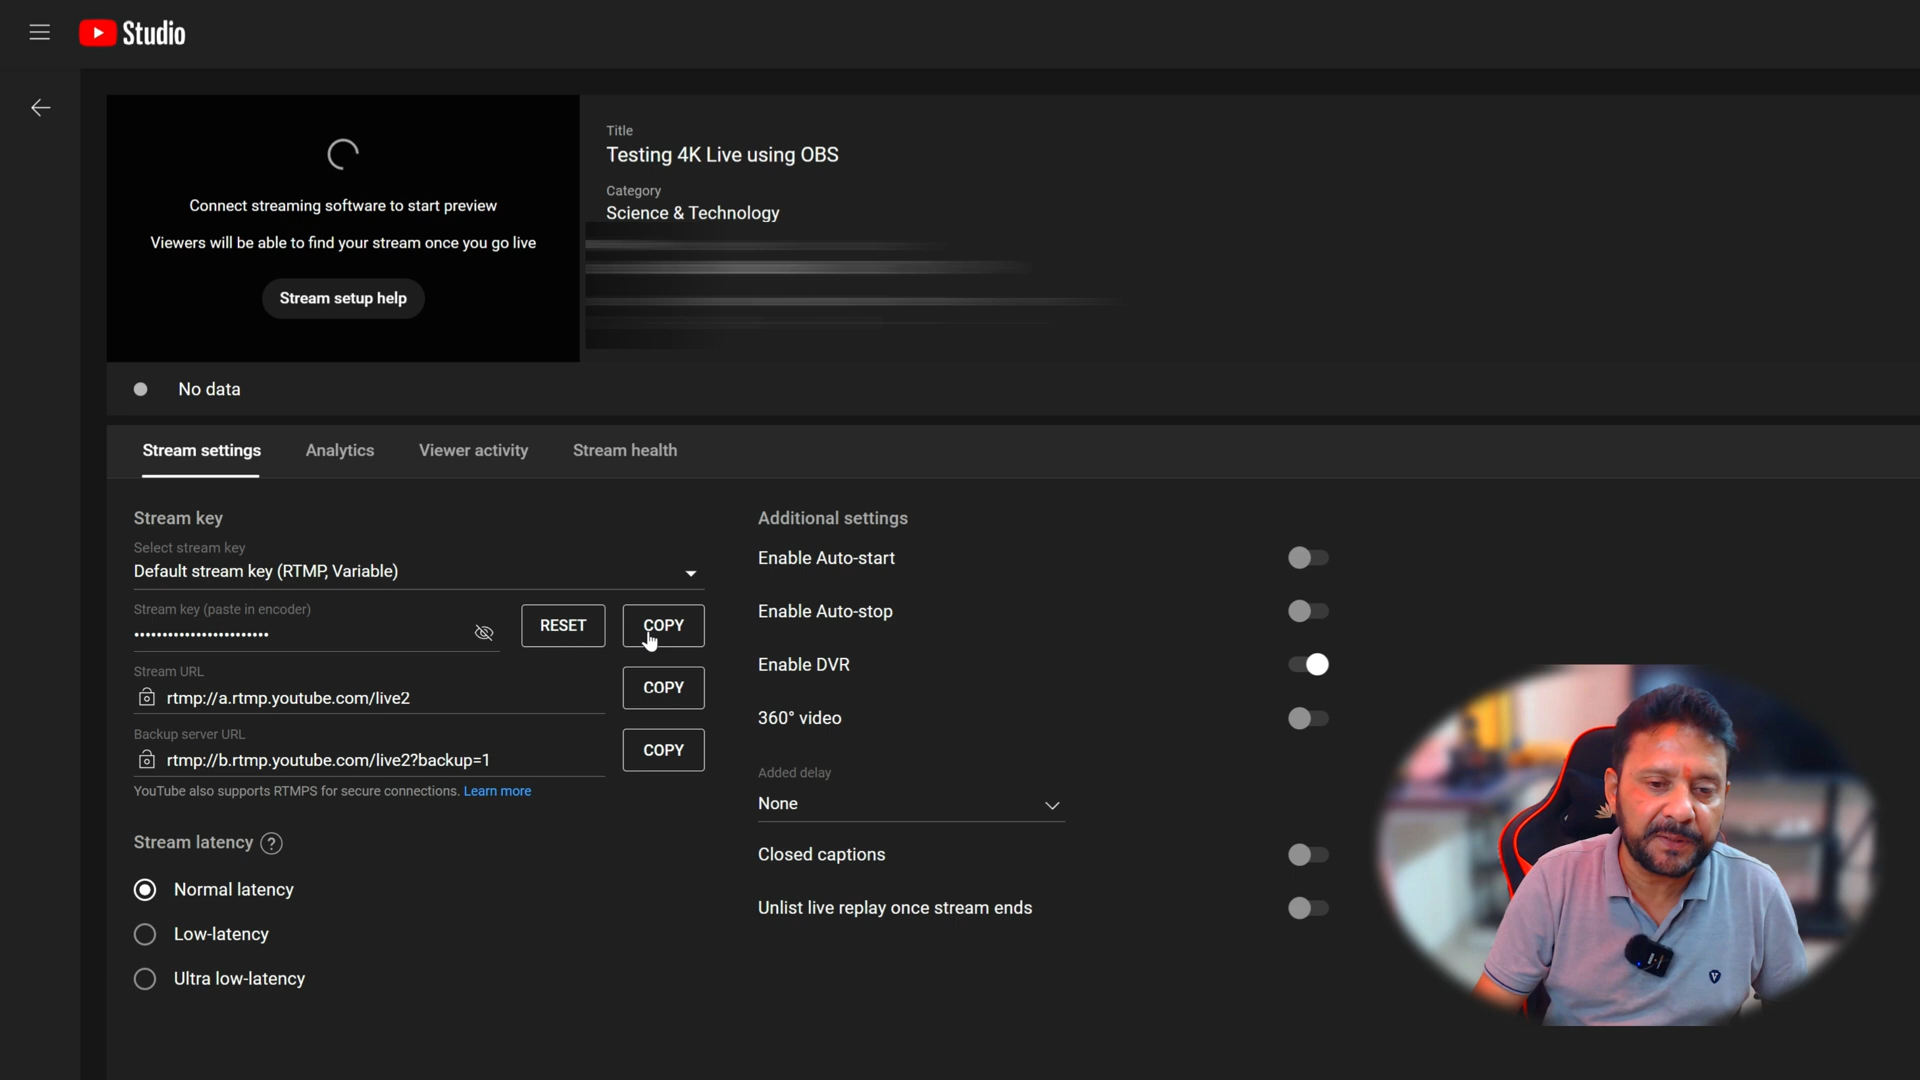 Studio
Connect streaming software to start preview
Viewers will be able to find your stream once you go live
Stream setup help
Title
Testing 4K Live using OBS
Category
Science & Technology
No data
Stream settings
Analytics
Viewer activity
Stream health
Stream key
Select stream key
Default stream key (RTMP, Variable)
Stream key (paste in encoder)
••••••••••••••••••••••••
RESET
COPY
Stream URL
rtmp://a.rtmp.youtube.com/live2
COPY
Backup server URL
rtmp://b.rtmp.youtube.com/live2?backup=1
COPY
YouTube also supports RTMPS for secure connections. Learn more
Stream latency ?
Normal latency
Low-latency
Ultra low-latency
Additional settings
Enable Auto-start
Enable Auto-stop
Enable DVR
360° video
Added delay
None
Closed captions
Unlist live replay once stream ends